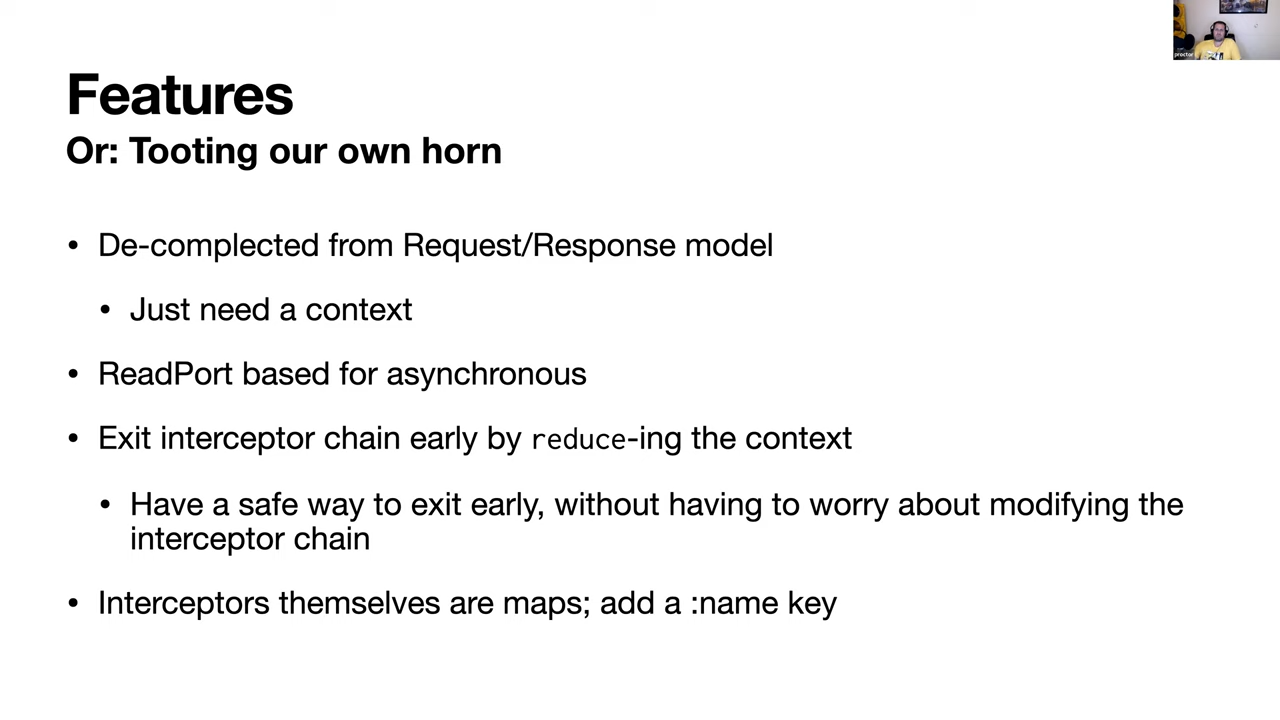 Features
Or: Tooting our own horn
• De-complected from Request/Response model
• Just need a context
• ReadPort based for asynchronous
• Exit interceptor chain early by reduce-ing the context
• Have a safe way to exit early, without having to worry about modifying the
interceptor chain
• Interceptors themselves are maps; add a :name key
proctor